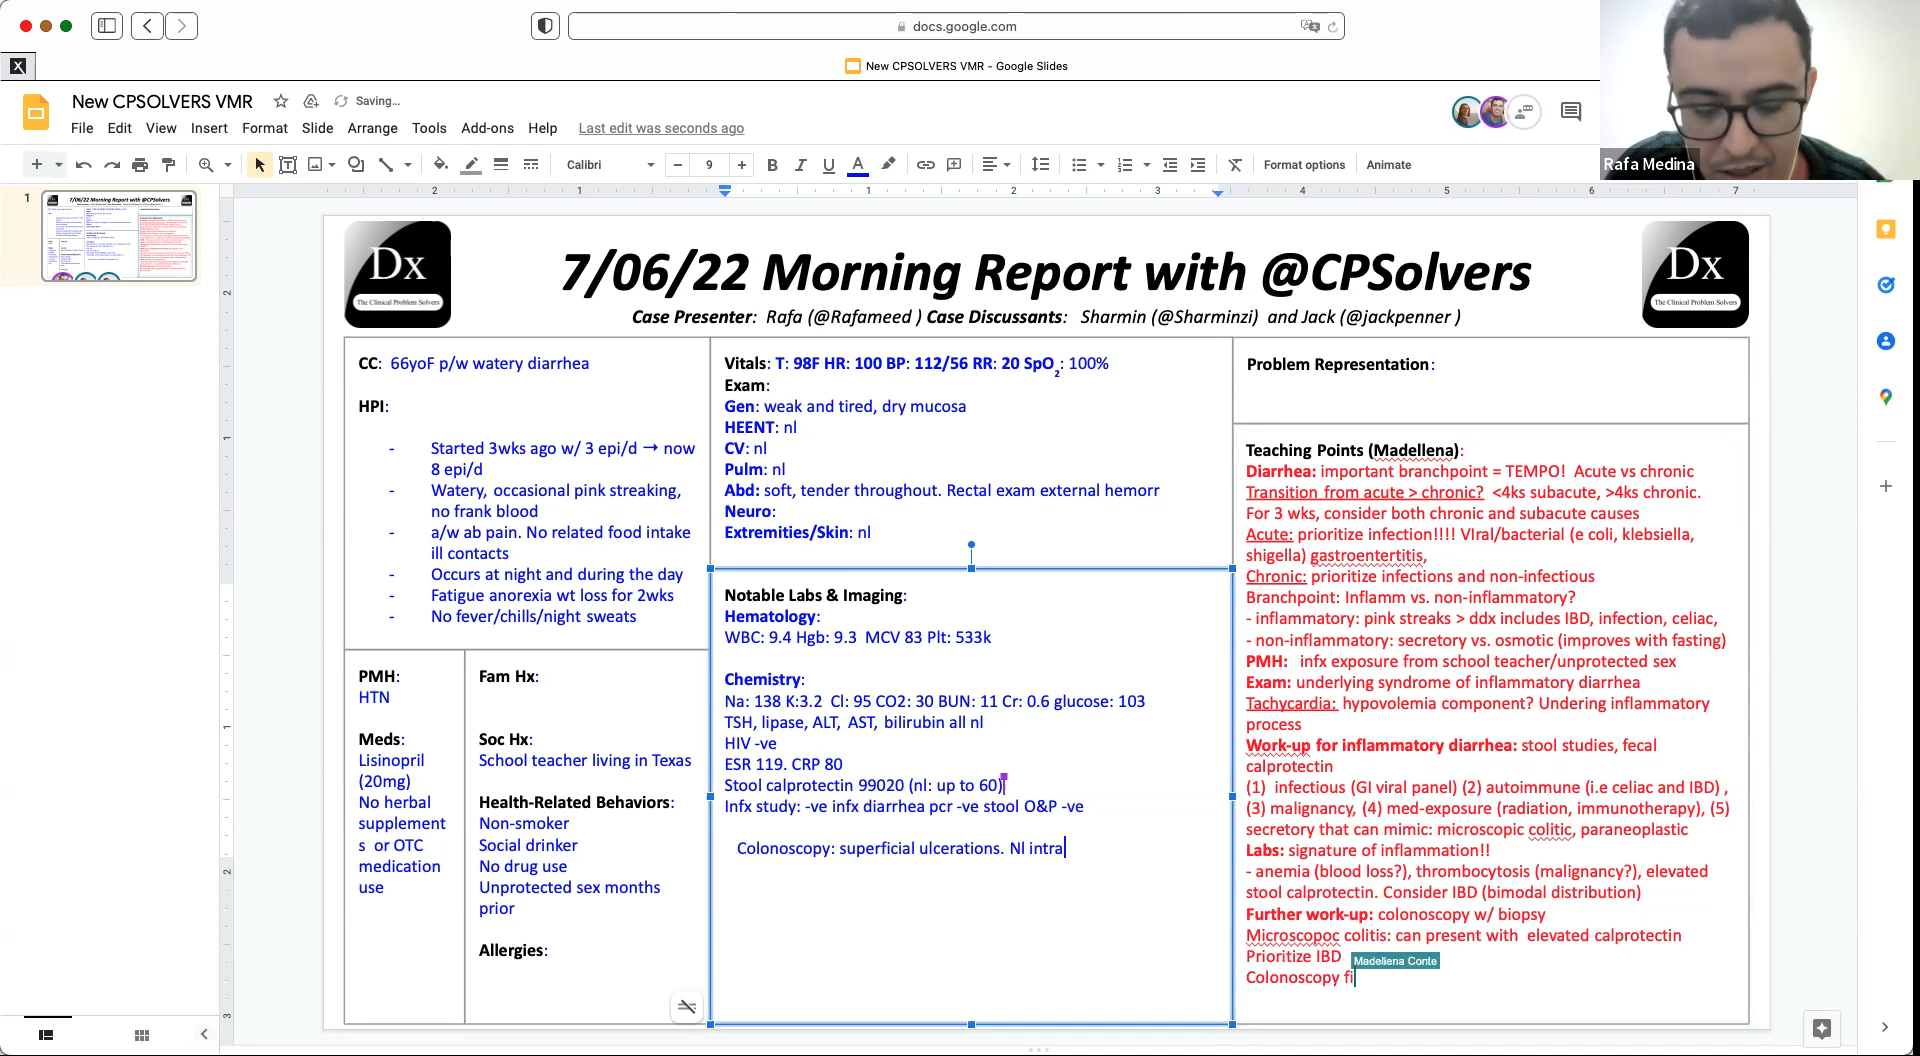 docs.google.com
New CPSOLVERS VMR - Google Slides
New CPSOLVERS VMR
Saving...
File Edit View Insert Format Slide Arrange Tools Add-ons Help Last edit was seconds ago
Rafa Medina
Calibri
9
Format options
Animate
2 1 1 2 3 4 5 6 7
1
7/06/22 Morning Report with @CPSolvers
Dx
The Clinical Problem Solvers
7/06/22 Morning Report with @CPSolvers
Case Presenter: Rafa (@Rafameed ) Case Discussants: Sharmin (@Sharminzi) and Jack (@jackpenner )
Dx
The Clinical Problem Solvers
CC: 66yoF p/w watery diarrhea
HPI:
- Started 3wks ago w/ 3 epi/d → now
8 epi/d
- Watery, occasional pink streaking,
no frank blood
- a/w ab pain. No related food intake
ill contacts
- Occurs at night and during the day
- Fatigue anorexia wt loss for 2wks
- No fever/chills/night sweats
PMH:
HTN
Meds:
Lisinopril
(20mg)
No herbal
supplement
s or OTC
medication
use
Fam Hx:
Soc Hx:
School teacher living in Texas
Health-Related Behaviors:
Non-smoker
Social drinker
No drug use
Unprotected sex months
prior
Allergies:
Vitals: T: 98F HR: 100 BP: 112/56 RR: 20 SpO2: 100%
Exam:
Gen: weak and tired, dry mucosa
HEENT: nl
CV: nl
Pulm: nl
Abd: soft, tender throughout. Rectal exam external hemorr
Neuro:
Extremities/Skin: nl
Notable Labs & Imaging:
Hematology:
WBC: 9.4 Hgb: 9.3 MCV 83 Plt: 533k
Chemistry:
Na: 138 K:3.2 Cl: 95 CO2: 30 BUN: 11 Cr: 0.6 glucose: 103
TSH, lipase, ALT, AST, bilirubin all nl
HIV -ve
ESR 119. CRP 80
Stool calprotectin 99020 (nl: up to 60)
Infx study: -ve infx diarrhea pcr -ve stool O&P -ve
Colonoscopy: superficial ulcerations. Nl intra
Problem Representation:
Teaching Points (Madellena):
Diarrhea: important branchpoint = TEMPO! Acute vs chronic
Transition from acute > chronic? <4ks subacute, >4ks chronic.
For 3 wks, consider both chronic and subacute causes
Acute: prioritize infection!!!! VIral/bacterial (e coli, klebsiella,
shigella) gastroentertitis,
Chronic: prioritize infections and non-infectious
Branchpoint: Inflamm vs. non-inflammatory?
- inflammatory: pink streaks > ddx includes IBD, infection, celiac,
- non-inflammatory: secretory vs. osmotic (improves with fasting)
PMH: infx exposure from school teacher/unprotected sex
Exam: underlying syndrome of inflammatory diarrhea
Tachycardia: hypovolemia component? Undering inflammatory
process
Work-up for inflammatory diarrhea: stool studies, fecal
calprotectin
(1) infectious (GI viral panel) (2) autoimmune (i.e celiac and IBD) ,
(3) malignancy, (4) med-exposure (radiation, immunotherapy), (5)
secretory that can mimic: microscopic colitic, paraneoplastic
Labs: signature of inflammation!!
- anemia (blood loss?), thrombocytosis (malignancy?), elevated
stool calprotectin. Consider IBD (bimodal distribution)
Further work-up: colonoscopy w/ biopsy
Microscopoc colitis: can present with elevated calprotectin
Prioritize IBD
Madellena Conte
Colonoscopy fi